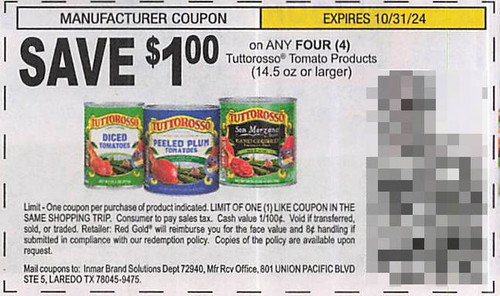 MANUFACTURER COUPON
EXPIRES 10/31/24
SAVE $1.00
on ANY FOUR (4)
Tuttorosso® Tomato Products
(14.5 oz or larger)
TUTTOROSSO
DICED
TOMATOES
TUTTOROSSO
PEELED PLUM
TOMATOES
TUTTOROSSO
San Marzano
Limit - One coupon per purchase of product indicated. LIMIT OF ONE (1) LIKE COUPON IN THE
SAME SHOPPING TRIP. Consumer to pay sales tax. Cash value 1/100¢. Void if transferred,
sold, or traded. Retailer: Red Gold® will reimburse you for the face value and 8¢ handling if
submitted in compliance with our redemption policy. Copies of the policy are available upon
request.
Mail coupons to: Inmar Brand Solutions Dept 72940, Mfr Rcv Office, 801 UNION PACIFIC BLVD
STE 5, LAREDO TX 78045-9475.